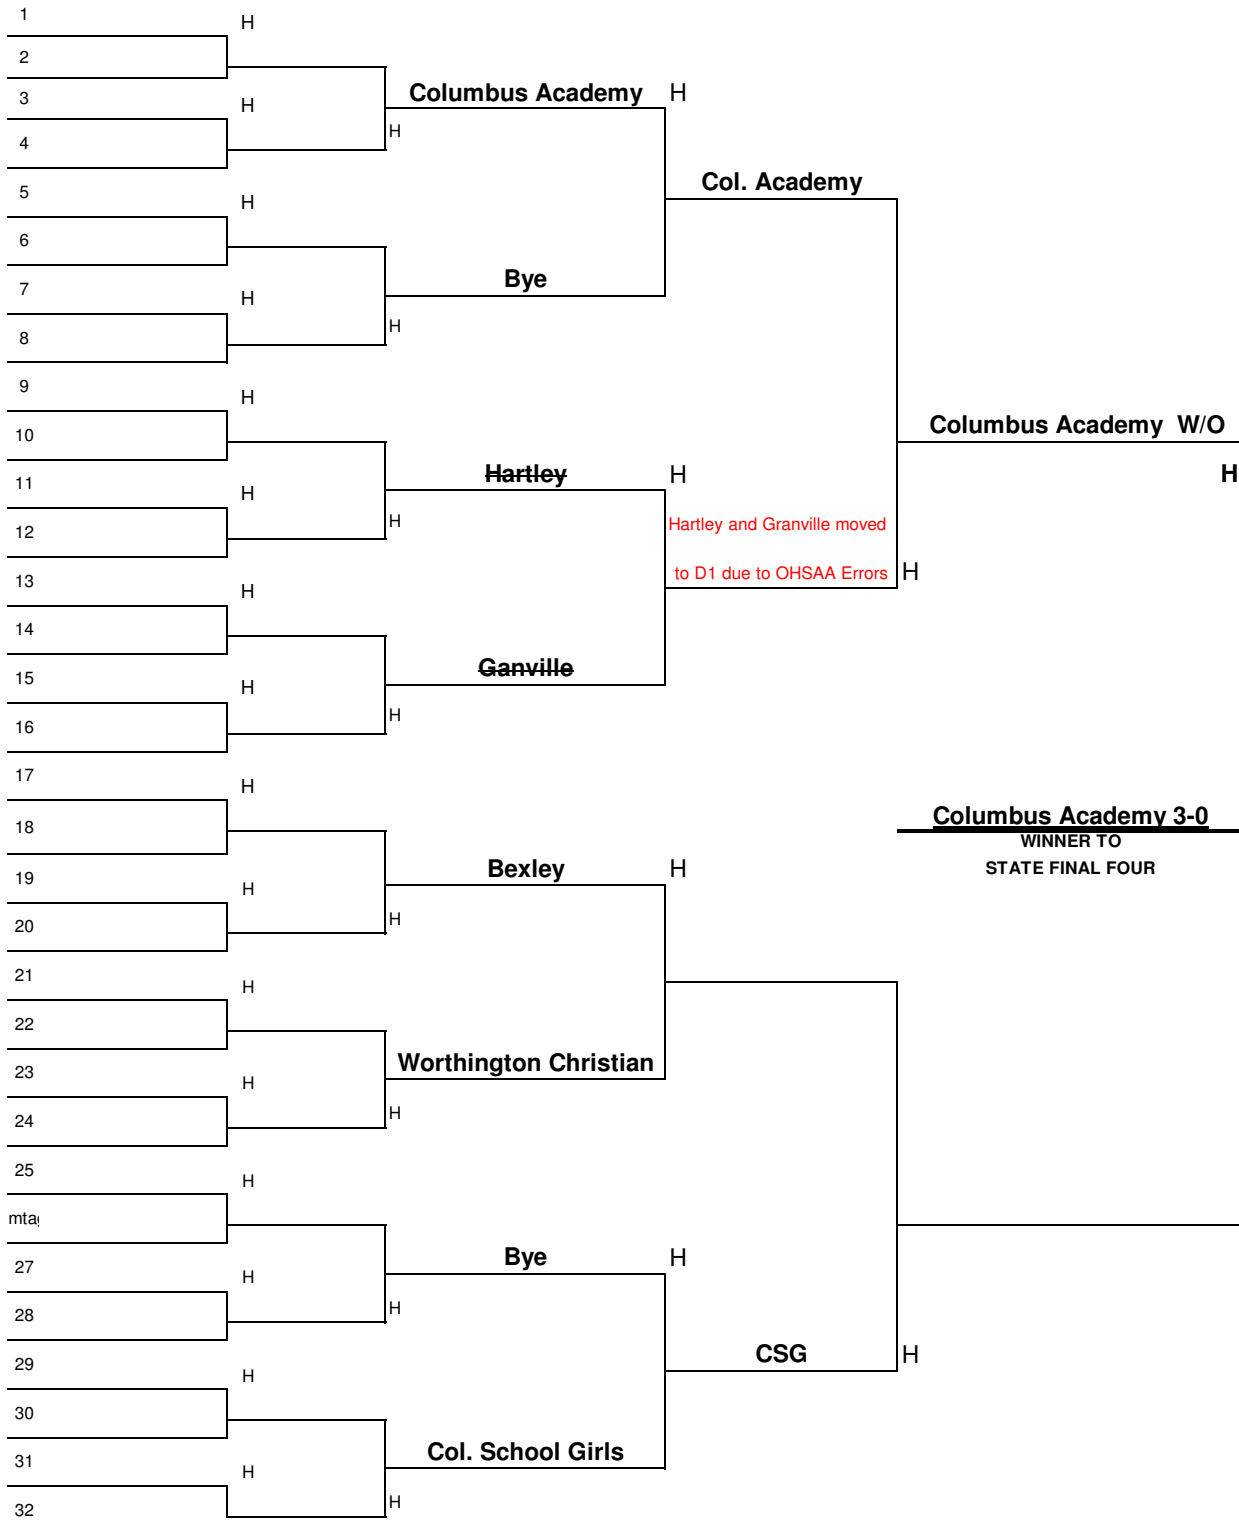 1
H
2
3
H
Columbus Academy H
4
H
5
H
Col. Academy
6
7
H
Bye
8
H
9
H
10
Columbus Academy W/O
11
H
Hartley H
H
12
H
Hartley and Granville moved
13
H
to D1 due to OHSAA Errors H
14
15
H
Ganville
16
H
17
H
18
Columbus Academy 3-0
WINNER TO
STATE FINAL FOUR
19
H
Bexley H
20
H
21
H
22
23
H
Worthington Christian
24
H
25
H
mta
27
H
Bye H
28
H
29
H
CSG H
30
31
H
Col. School Girls
32
H